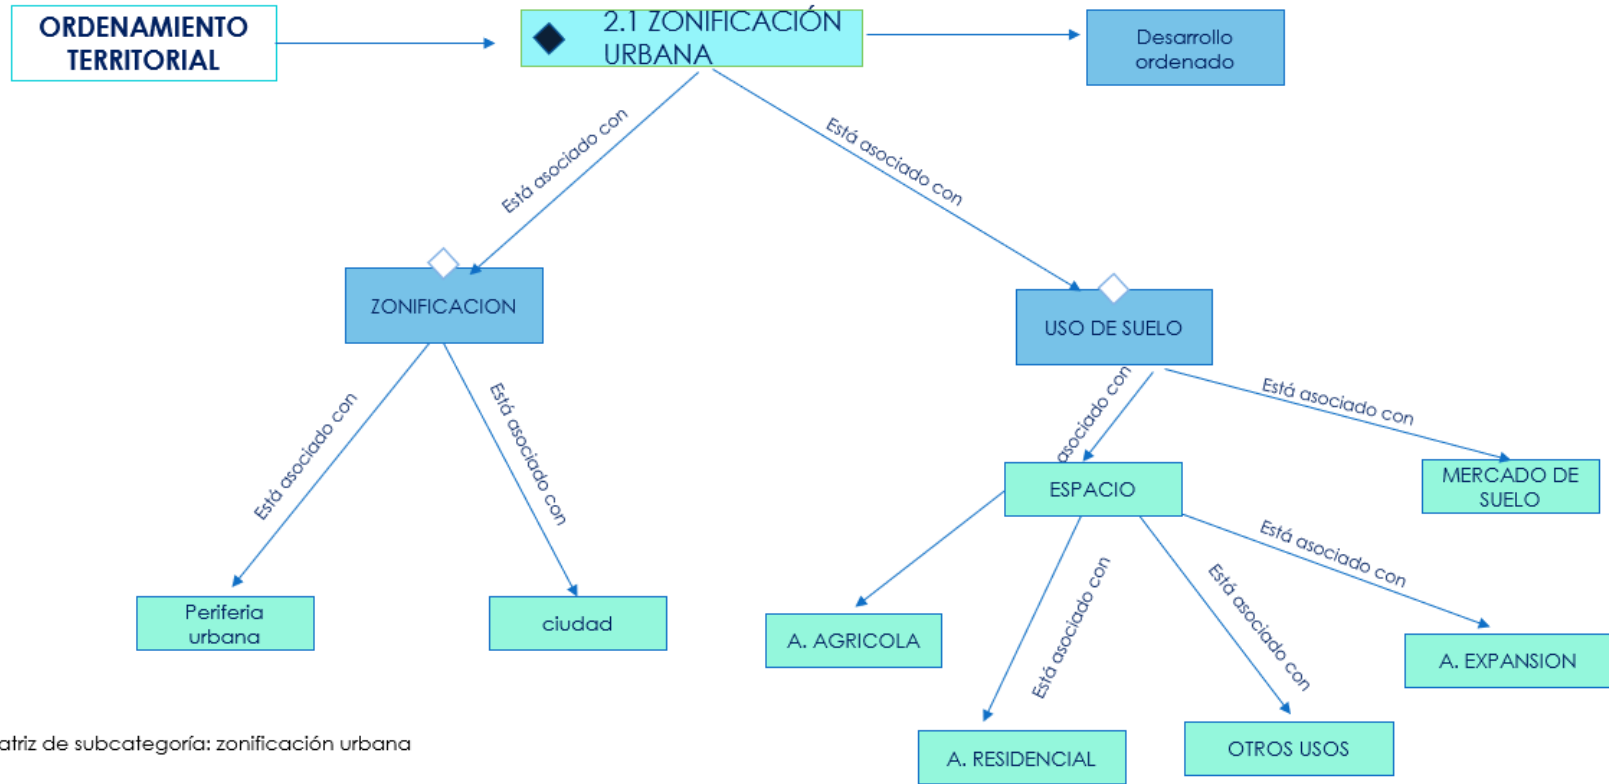 ORDENAMIENTO
TERRITORIAL
2.1 ZONIFICACIÓN
URBANA
Desarrollo
ordenado
Está asociado con
Está asociado con
ZONIFICACION
USO DE SUELO
Está asociado con
Está asociado con
asociado con
Está asociado con
MERCADO DE
SUELO
ESPACIO
Está asociado con
Está asociado con
Está asociado con
Periferia
urbana
ciudad
A. AGRICOLA
A. EXPANSION
A. RESIDENCIAL
OTROS USOS
atriz de subcategoría: zonificación urbana